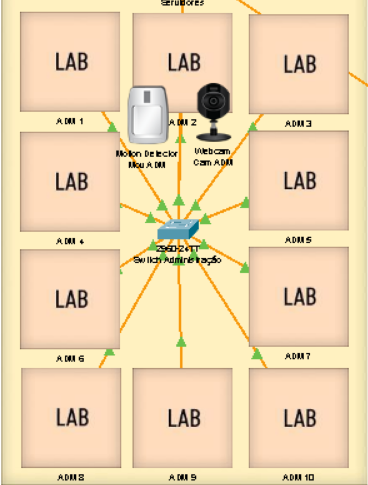 Servidores
LAB
LAB
LAB
ADM 1
ADM 2
ADM 3
Motion Detector
Mov ADM
Webcam
Cam ADM
LAB
LAB
ADM 4
2960-24TT
Switch Administração
ADM 5
LAB
LAB
ADM 6
ADM 7
LAB
LAB
LAB
ADM 8
ADM 9
ADM 10